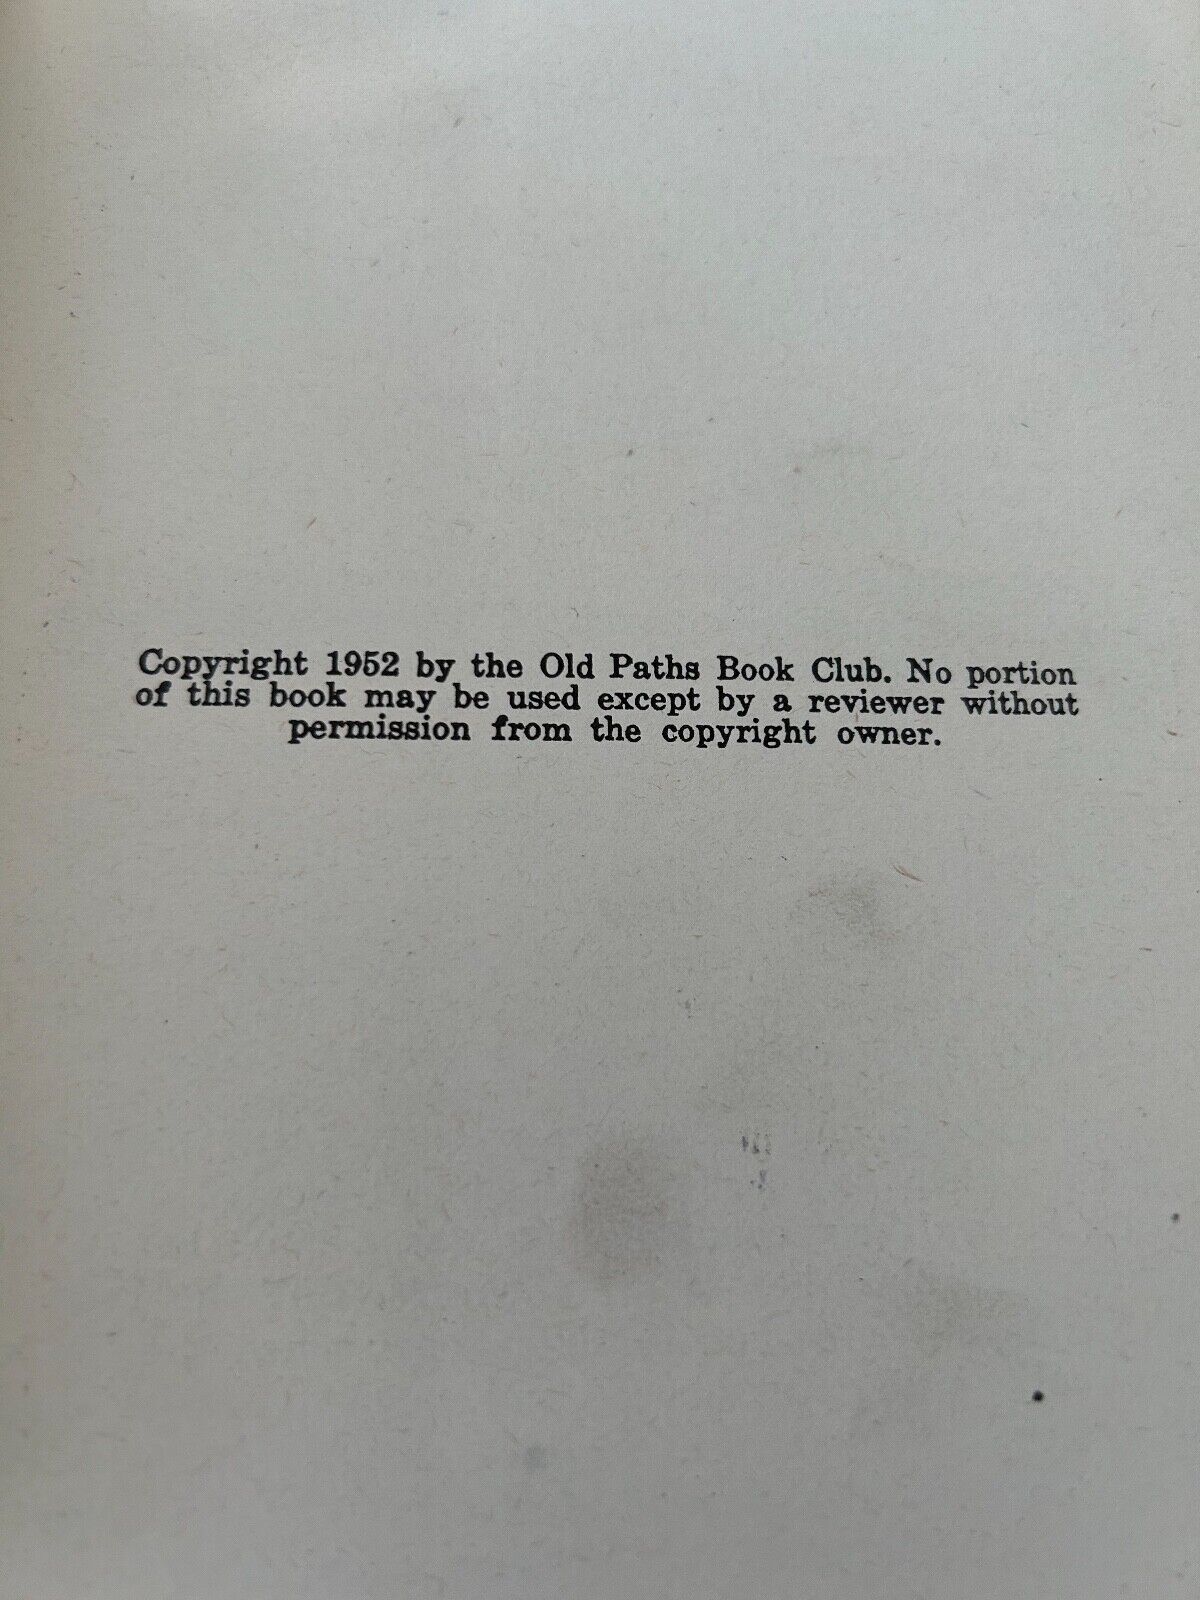 Copyright 1952 by the Old Paths Book Club. No portion
of this book may be used except by a reviewer without
permission from the copyright owner.